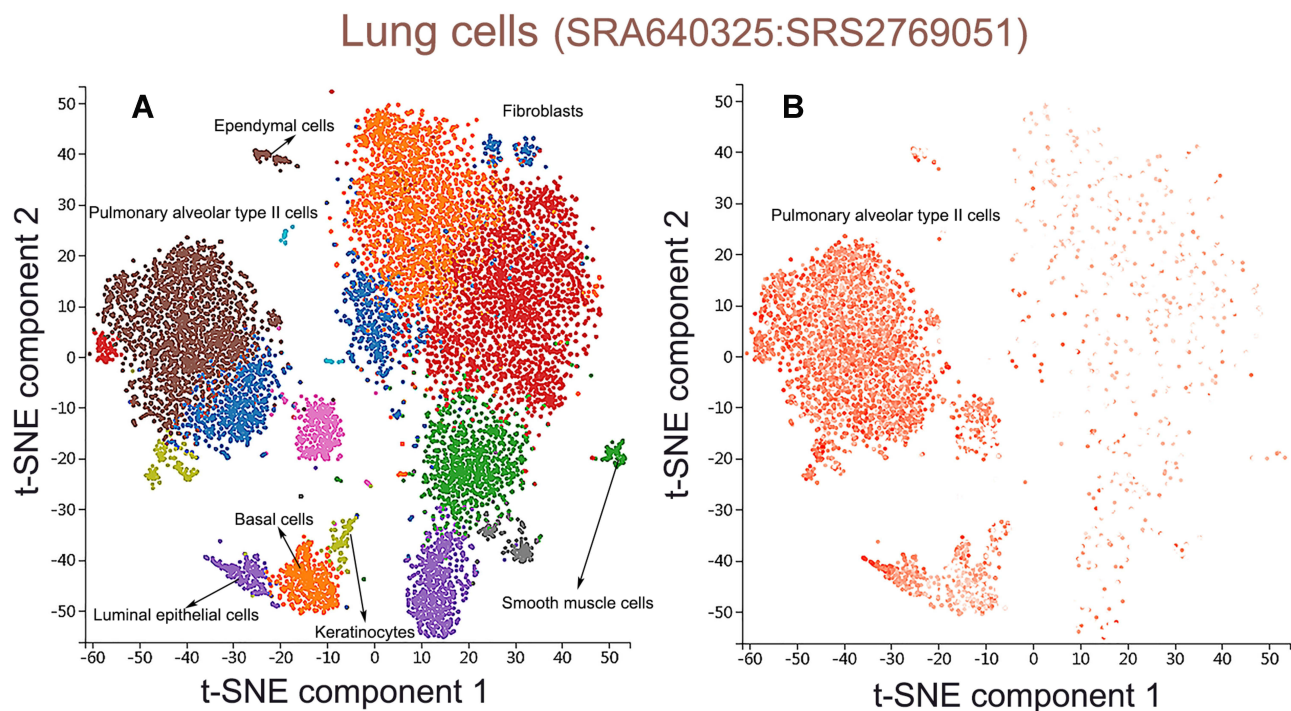 Lung cells (SRA640325:SRS2769051)
A
Fibroblasts
Ependymal cells
Pulmonary alveolar type II cells
Basal cells
Luminal epithelial cells
Keratinocytes
Smooth muscle cells
t-SNE component 2
50
40
30
20
10
0
-10
-20
-30
-40
-50
-60 -50 -40 -30 -20 -10 0 10 20 30 40 50
t-SNE component 1
B
Pulmonary alveolar type II cells
t-SNE component 2
50
40
30
20
10
0
-10
-20
-30
-40
-50
-60 -50 -40 -30 -20 -10 0 10 20 30 40 50
t-SNE component 1